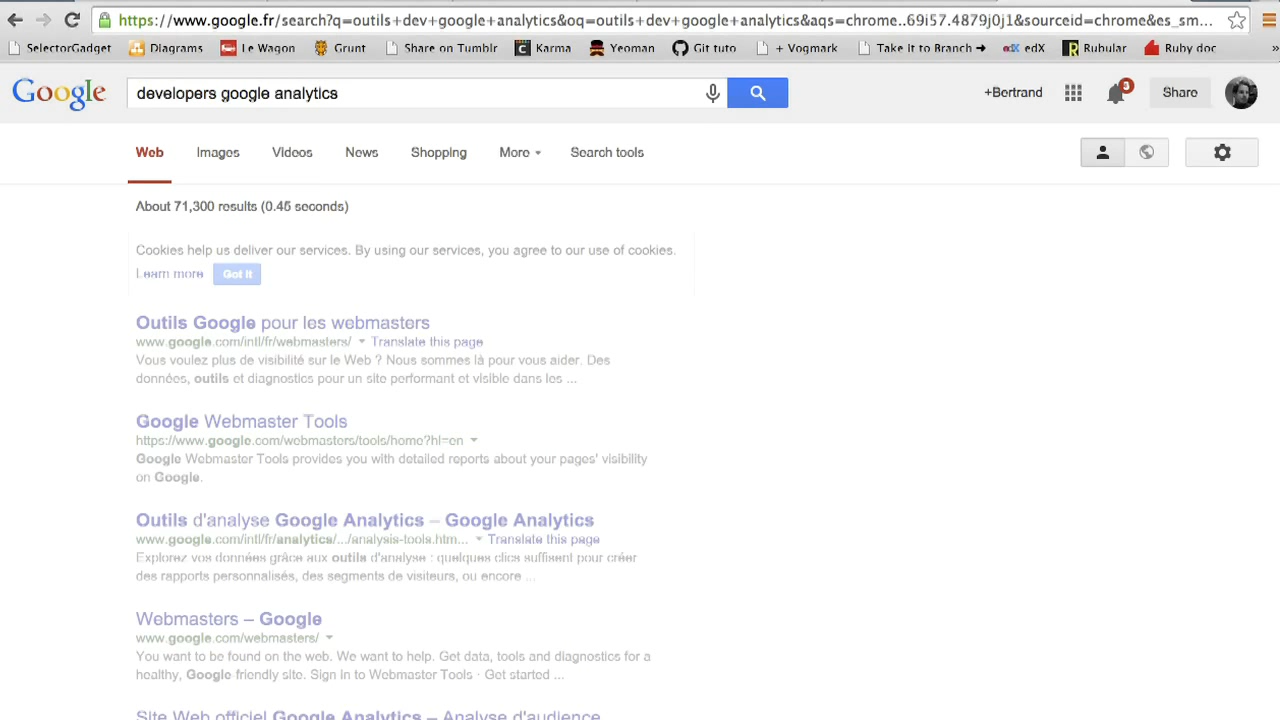 https://www.google.fr/search?q=outils+dev+google+analytics&oq=outils+dev+google+analytics&aqs=chrome..69i57.4879j0j1&sourceid=chrome&es_sm...
SelectorGadget Diagrams Le Wagon Grunt Share on Tumblr Karma Yeoman Git tuto + Vogmark Take it to Branch → edX edX Rubular Ruby doc »
Google developers google analytics +Bertrand 3 Share
Web Images Videos News Shopping More Search tools
About 71,300 results (0.45 seconds)
Cookies help us deliver our services. By using our services, you agree to our use of cookies.
Learn more Got it
Outils Google pour les webmasters
www.google.com/intl/fr/webmasters/ Translate this page
Vous voulez plus de visibilité sur le Web ? Nous sommes là pour vous aider. Des
données, outils et diagnostics pour un site performant et visible dans les ...
Google Webmaster Tools
https://www.google.com/webmasters/tools/home?hl=en
Google Webmaster Tools provides you with detailed reports about your pages' visibility
on Google.
Outils d'analyse Google Analytics – Google Analytics
www.google.com/intl/fr/analytics/.../analysis-tools.htm... Translate this page
Explorez vos données grâce aux outils d'analyse : quelques clics suffisent pour créer
des rapports personnalisés, des segments de visiteurs, ou encore ...
Webmasters – Google
www.google.com/webmasters/
You want to be found on the web. We want to help. Get data, tools and diagnostics for a
healthy, Google-friendly site. Sign in to Webmaster Tools · Get started ...
Site Web officiel Google Analytics – Analyse d'audience